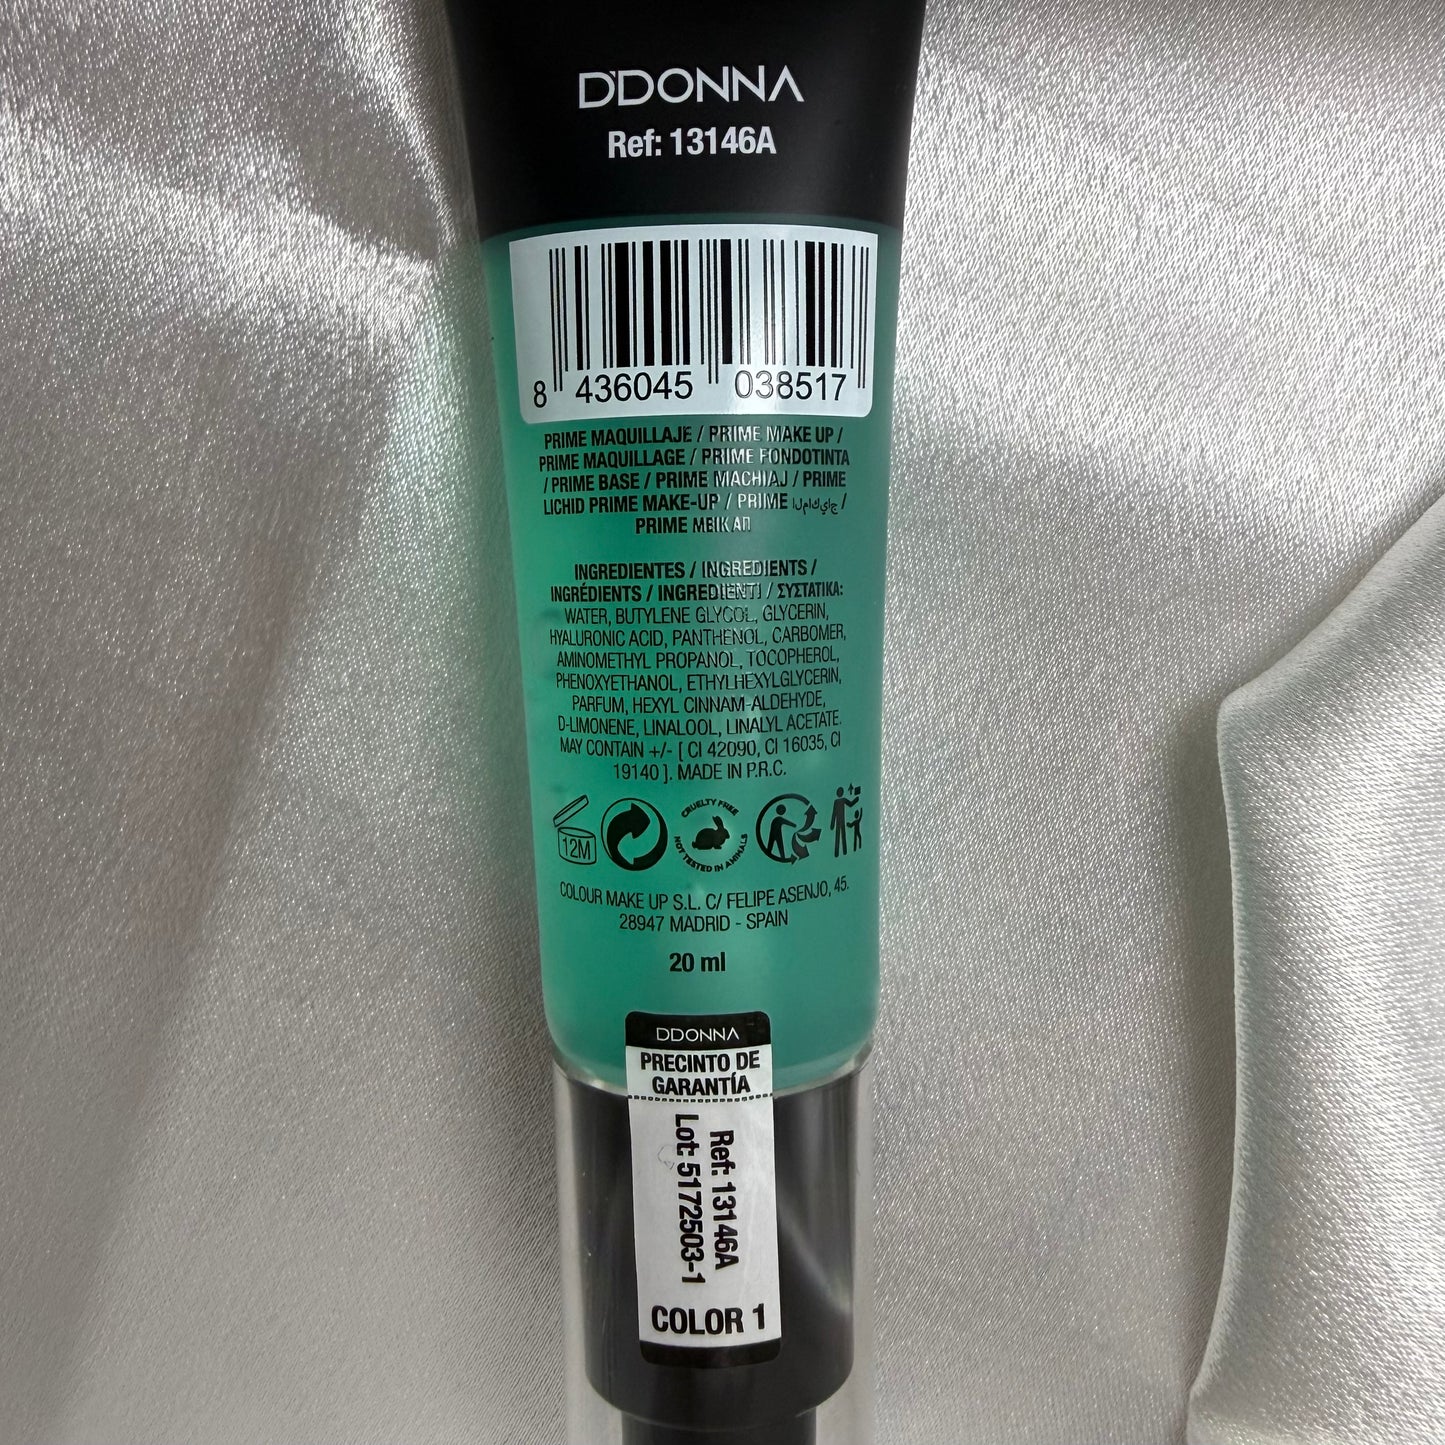 D'DONNA
Ref: 13146A
8 436045 038517
PRIME MAQUILLAJE / PRIME MAKE UP /
PRIME MAQUILLAGE / PRIME FONDOTINTA
/ PRIME BASE / PRIME MACHIAJ / PRIME
LICHID PRIME MAKE-UP / PRIME المكياج /
PRIME МЕІК АП
INGREDIENTES / INGREDIENTS /
INGRÉDIENTS / INGREDIENTI / ΣΥΣΤΑΤΙΚΑ:
WATER, BUTYLENE GLYCOL, GLYCERIN,
HYALURONIC ACID, PANTHENOL, CARBOMER,
AMINOMETHYL PROPANOL, TOCOPHEROL,
PHENOXYETHANOL, ETHYLHEXYLGLYCERIN,
PARFUM, HEXYL CINNAM-ALDEHYDE,
D-LIMONENE, LINALOOL, LINALYL ACETATE.
MAY CONTAIN +/- [ CI 42090, CI 16035, CI
19140 ]. MADE IN P.R.C.
12M
CRUELTY FREE
NOT TESTED IN ANIMALS
COLOUR MAKE UP S.L. C/ FELIPE ASENJO, 45.
28947 MADRID - SPAIN
20 ml
D'DONNA
PRECINTO DE
GARANTÍA
Ref: 13146A
Lot: 5172503-1
COLOR 1